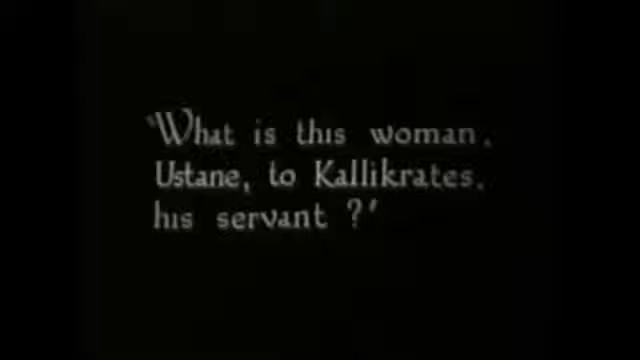 "What is this woman,
Ustane, to Kallikrates,
his servant?"